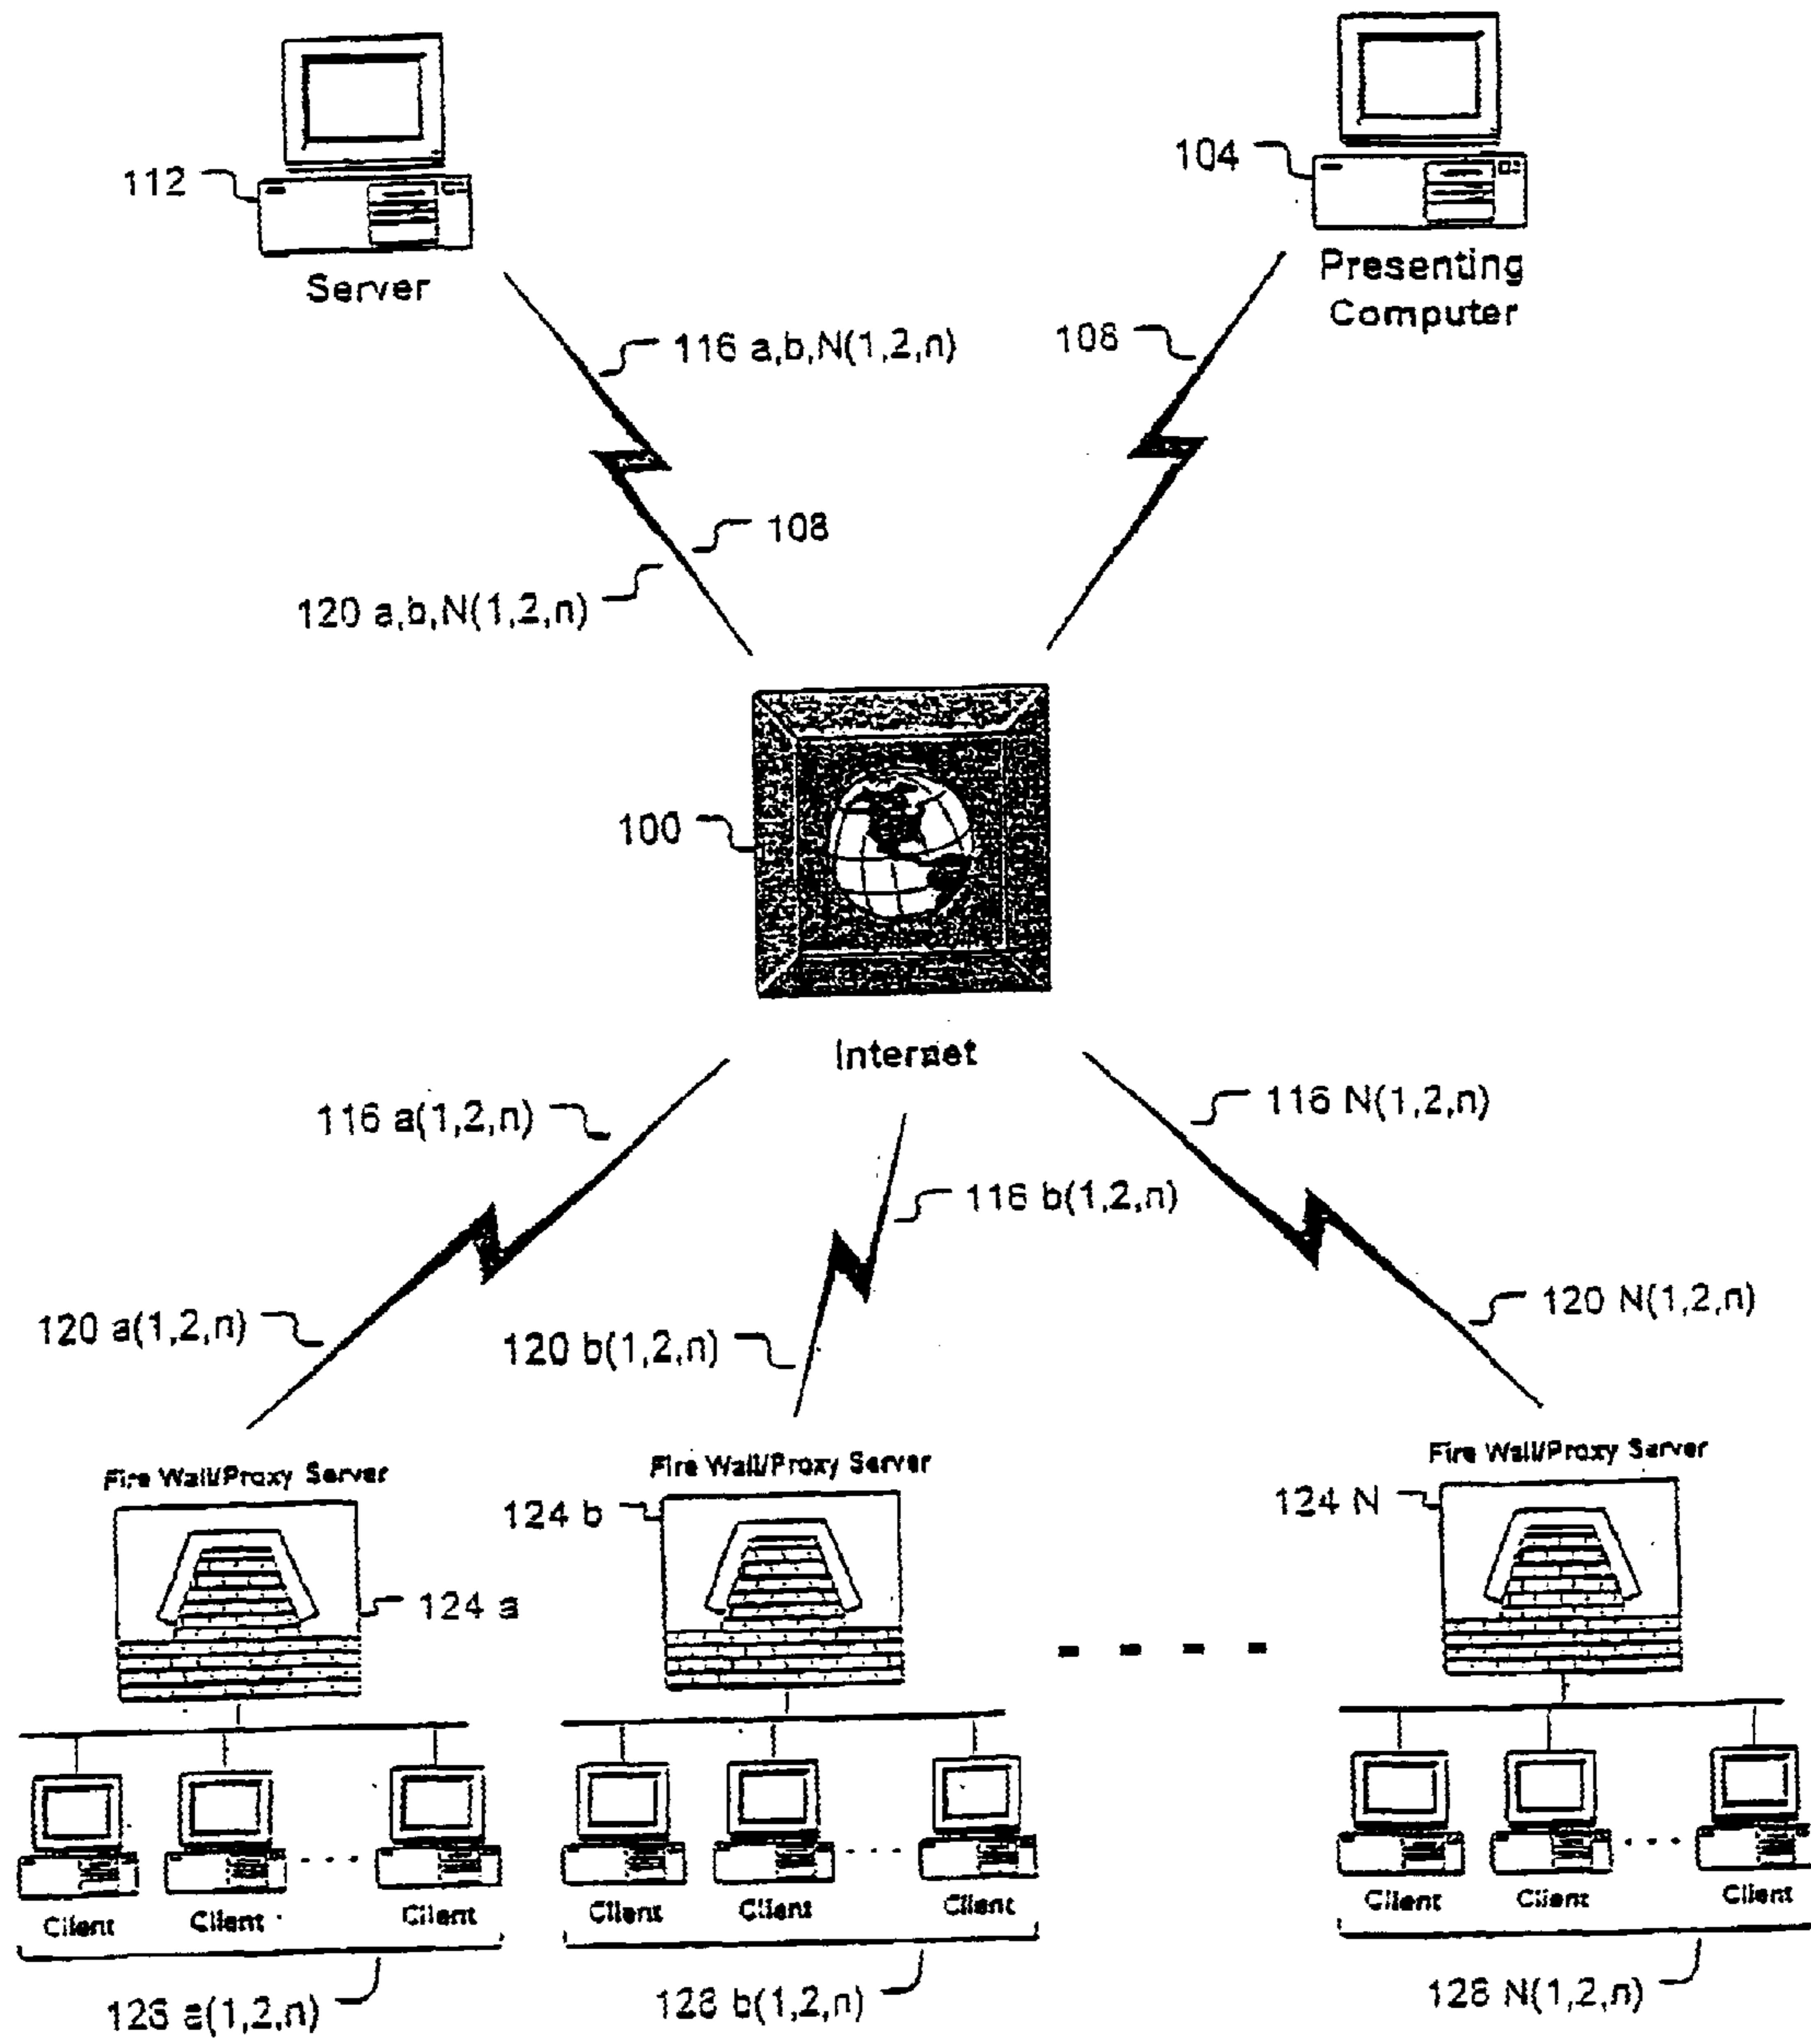 112
Server
104
Presenting
Computer
116 a,b,N(1,2,n)
108
108
120 a,b,N(1,2,n)
100
Internet
116 a(1,2,n)
116 N(1,2,n)
116 b(1,2,n)
120 a(1,2,n)
120 b(1,2,n)
120 N(1,2,n)
Fire Wall/Proxy Server
Fire Wall/Proxy Server
Fire Wall/Proxy Server
124 b
124 N
124 a
Client
Client
Client
Client
Client
Client
Client
Client
Client
128 a(1,2,n)
128 b(1,2,n)
128 N(1,2,n)